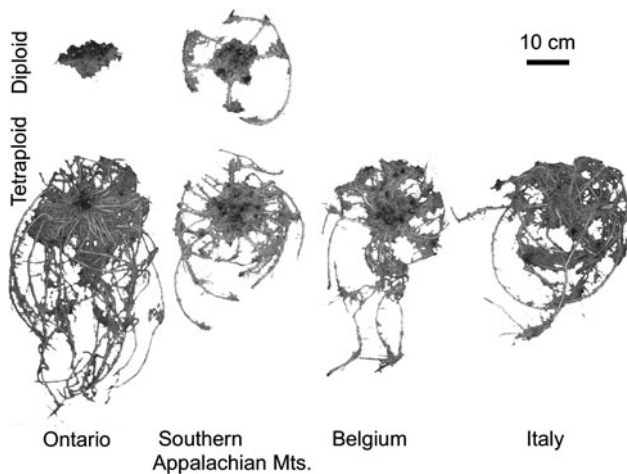 Diploid
10 cm
Tetraploid
Ontario
Southern
Appalachian Mts.
Belgium
Italy